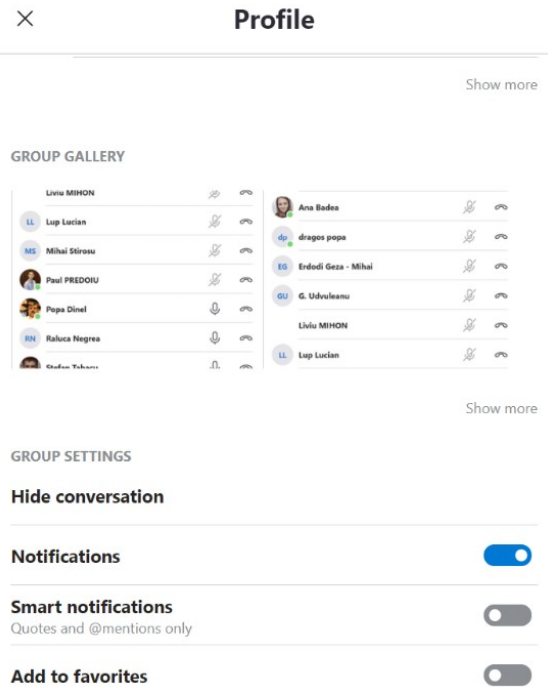 Profile
Show more
GROUP GALLERY
Liviu MIHON
LL Lup Lucian
MS Mihai Stirosu
Paul PREDOIU
Popa Dinel
RN Raluca Negrea
Stefan Tabacu
Ana Badea
dp dragos popa
EG Erdodi Geza - Mihai
GU G. Udvuleanu
Liviu MIHON
LL Lup Lucian
Show more
GROUP SETTINGS
Hide conversation
Notifications
Smart notifications
Quotes and @mentions only
Add to favorites